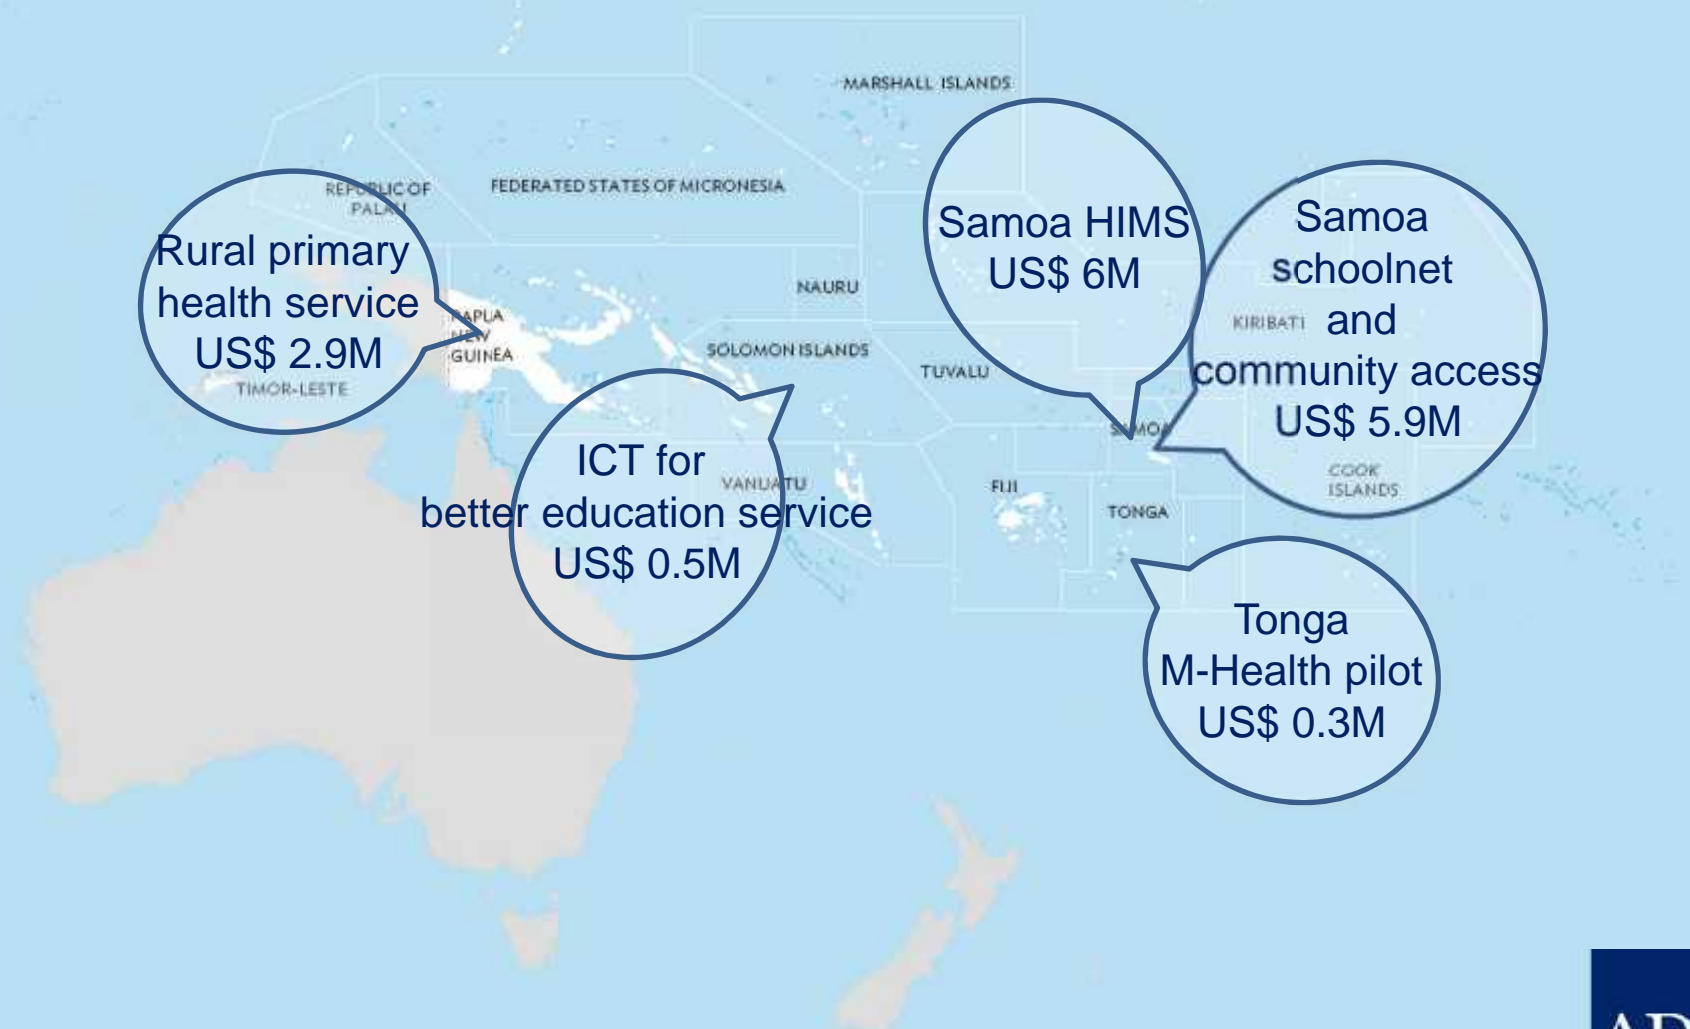 MARSHALL ISLANDS
REPUBLIC OF
PALAU
FEDERATED STATES OF MICRONESIA
Rural primary
health service
US$ 2.9M
PAPUA
NEW
GUINEA
TIMOR-LESTE
NAURU
SOLOMON ISLANDS
TUVALU
Samoa HIMS
US$ 6M
Samoa
schoolnet
and
community access
US$ 5.9M
KIRIBATI
SAMOA
COOK
ISLANDS
ICT for
better education service
US$ 0.5M
VANUATU
FIJI
TONGA
Tonga
M-Health pilot
US$ 0.3M